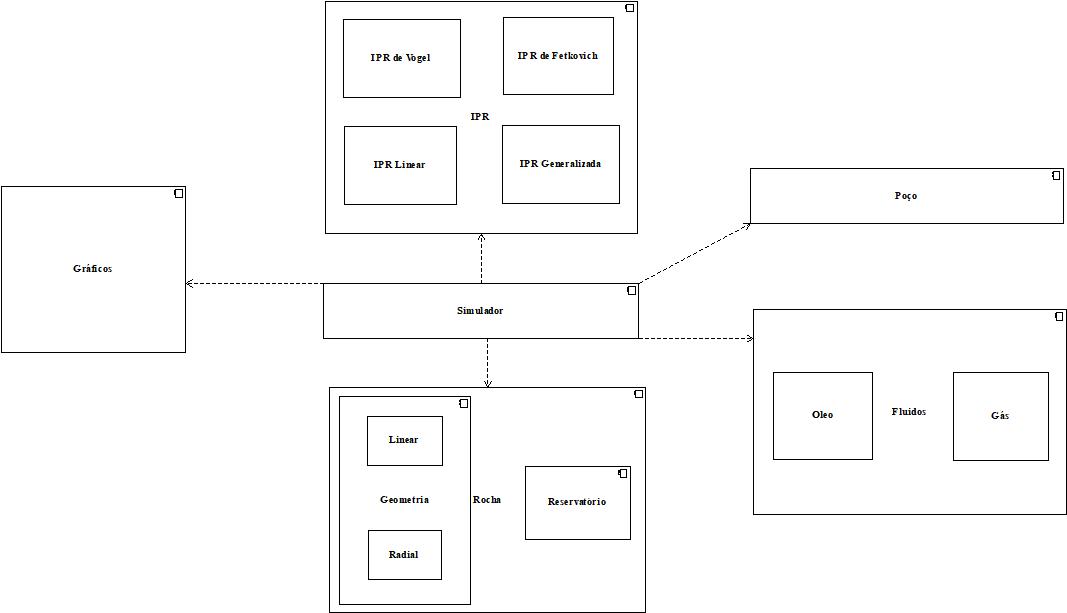 IPR de Vogel
IPR de Fetkovich
IPR
IPR Linear
IPR Generalizada
Poço
Gráficos
Simulador
Oleo
Fluidos
Gás
Linear
Geometria
Rocha
Reservatório
Radial